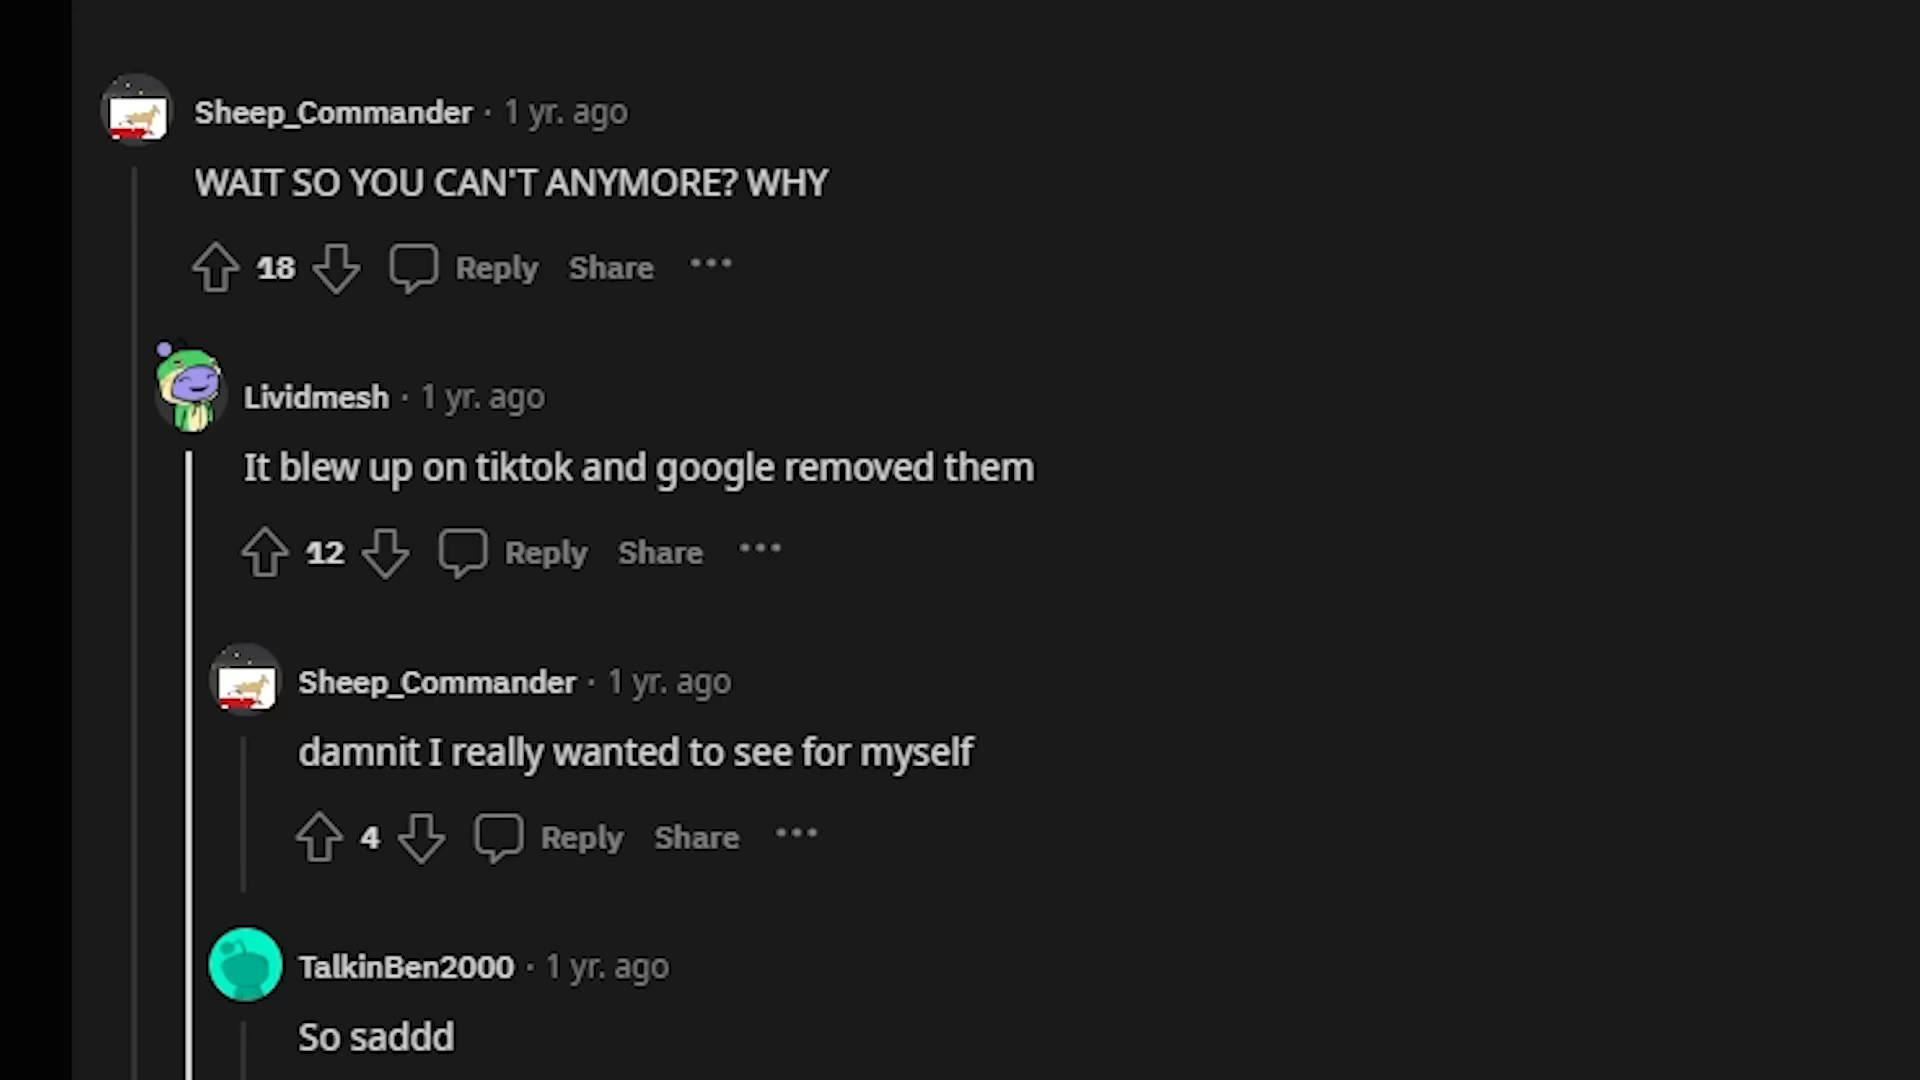 Sheep_Commander · 1 yr. ago
WAIT SO YOU CAN'T ANYMORE? WHY
18 Reply Share ...
Lividmesh · 1 yr. ago
It blew up on tiktok and google removed them
12 Reply Share ...
Sheep_Commander · 1 yr. ago
damnit I really wanted to see for myself
4 Reply Share ...
TalkinBen2000 · 1 yr. ago
So saddd